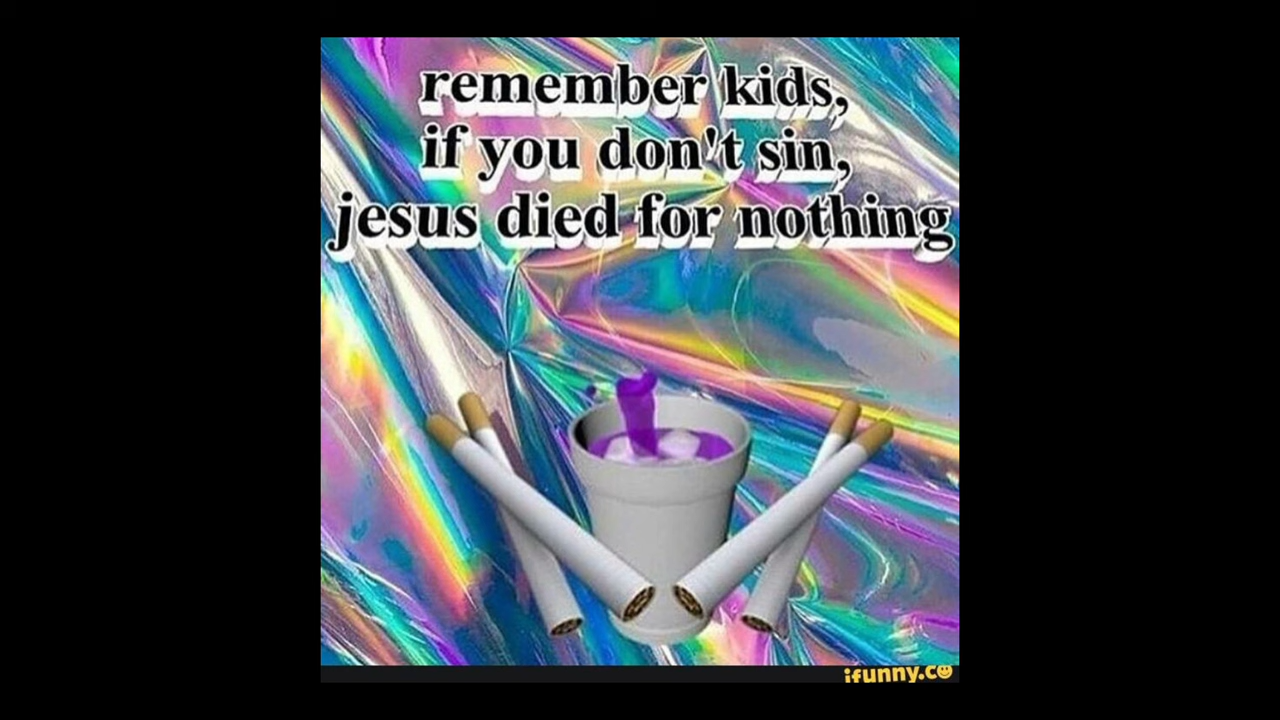 remember kids,
if you don't sin,
jesus died for nothing
ifunny.co